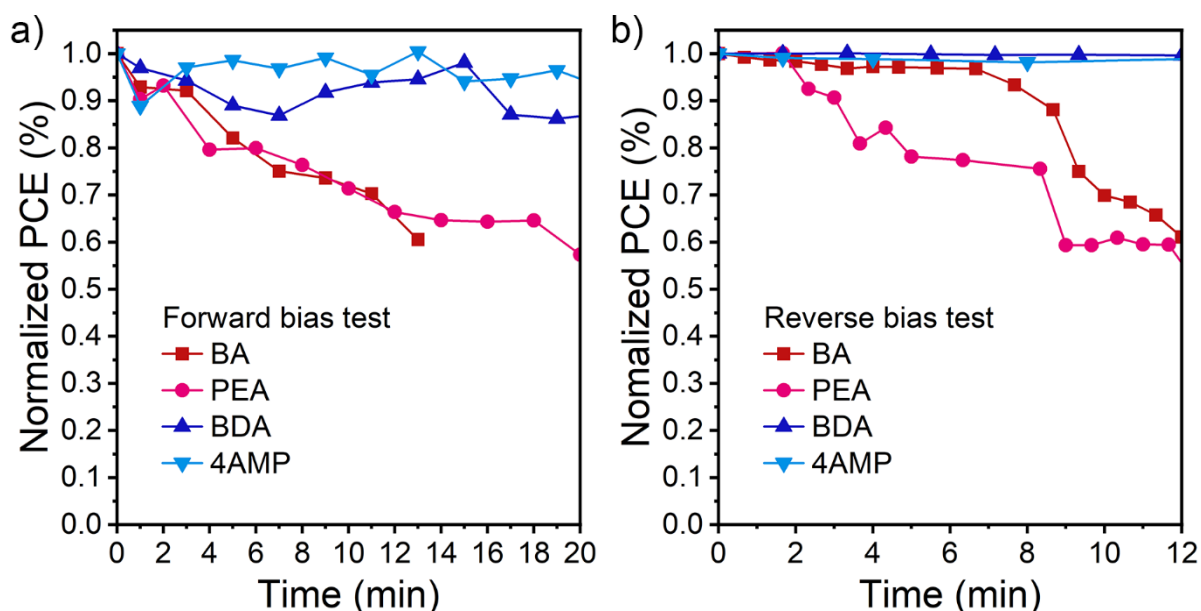 a)
Normalized PCE (%)
1.0
0.9
0.8
0.7
0.6
0.5
0.4
0.3
0.2
0.1
0.0
Forward bias test
BA
PEA
BDA
4AMP
0 2 4 6 8 10 12 14 16 18 20
Time (min)
b)
Nomalized PCE (%)
1.0
0.9
0.8
0.7
0.6
0.5
0.4
0.3
0.2
0.1
0.0
Reverse bias test
BA
PEA
BDA
4AMP
0 2 4 6 8 10 12
Time (min)